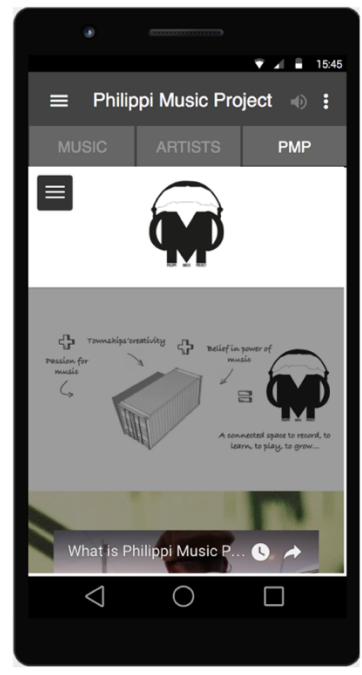 15:45
Philippi Music Project
MUSIC ARTISTS PMP
Townships'creativity
Belief in power of
music
Passion for
music
A connected space to record, to
learn, to play, to grow....
What is Philippi Music P...